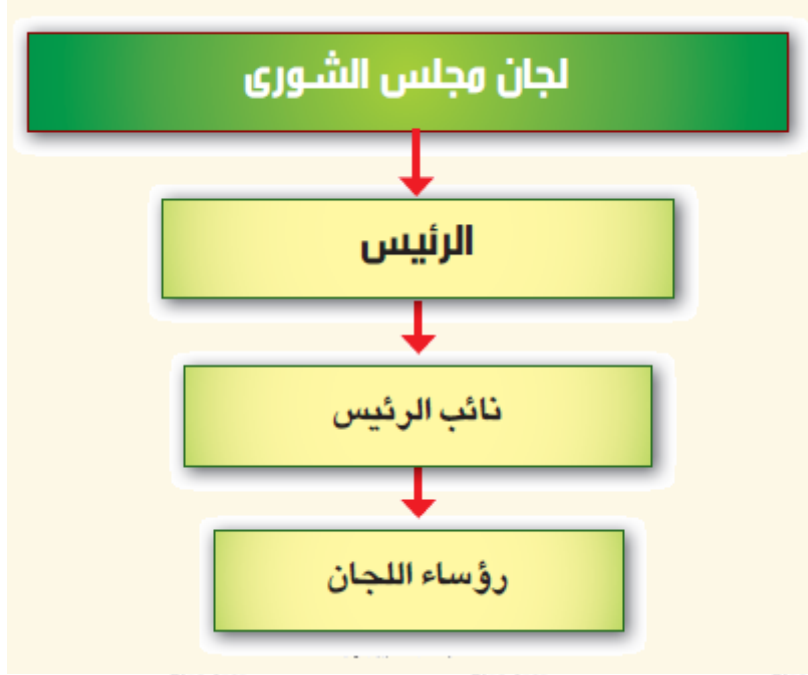 لجان مجلس الشورى
الرئيس
نائب الرئيس
رؤساء اللجان